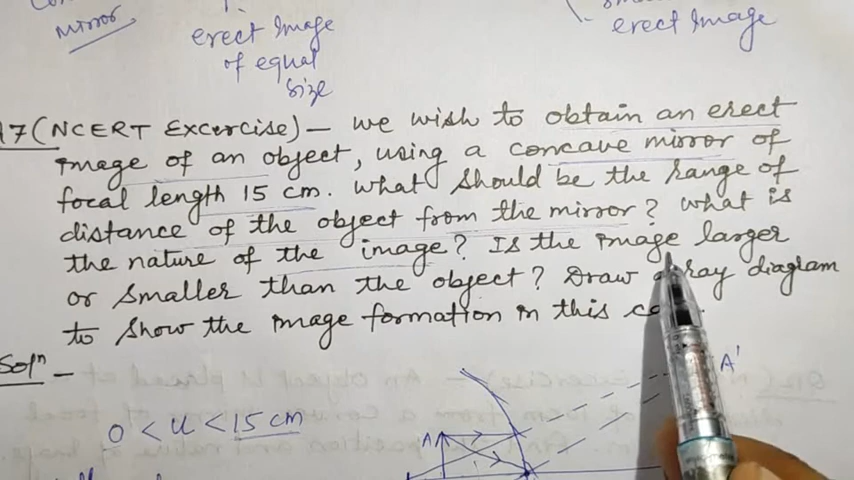 mirror
erect Image
erect Image
of equal
size
17 (NCERT Excercise) – we wish to obtain an erect
image of an object, using a concave mirror of
focal length 15 cm. What should be the range of
distance of the object from the mirror? What is
the nature of the image? Is the image larger
or smaller than the object? Draw a ray diagram
to show the image formation in this
Solⁿ –
A'
0 < u < 15 cm
A